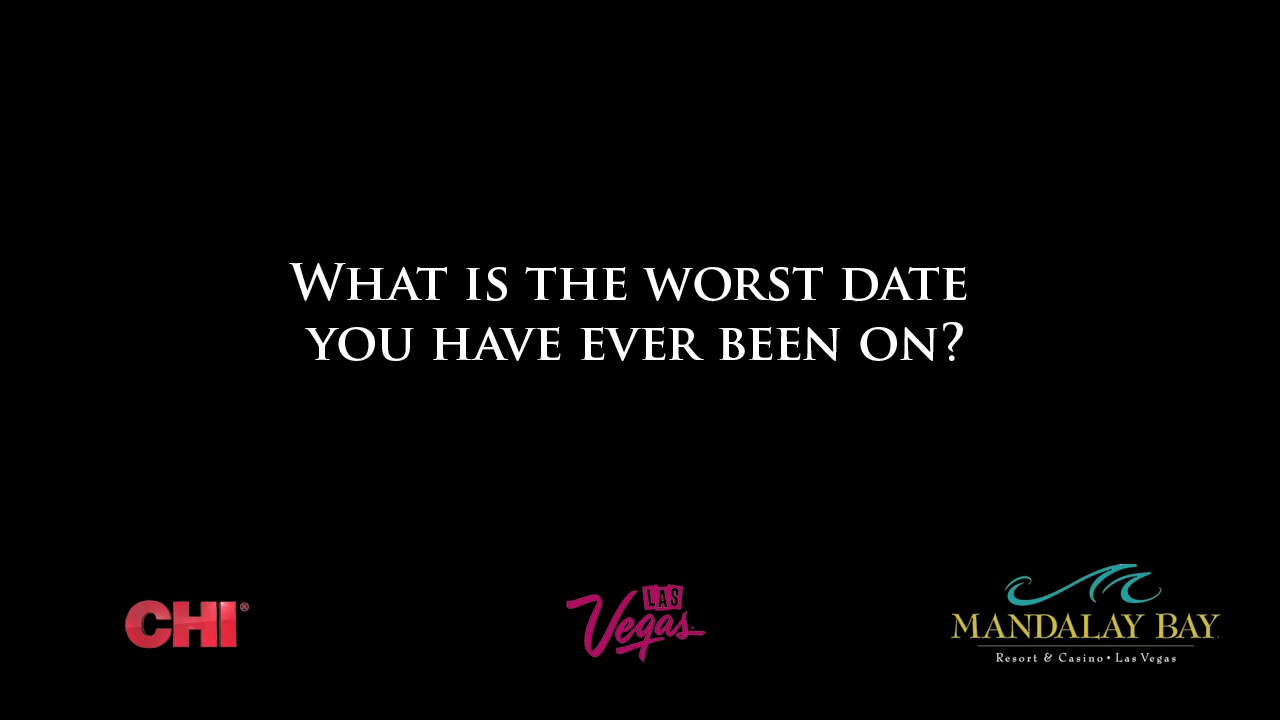 What is the worst date
you have ever been on?
CHI®
LAS
Vegas
MANDALAY BAY
Resort & Casino • Las Vegas